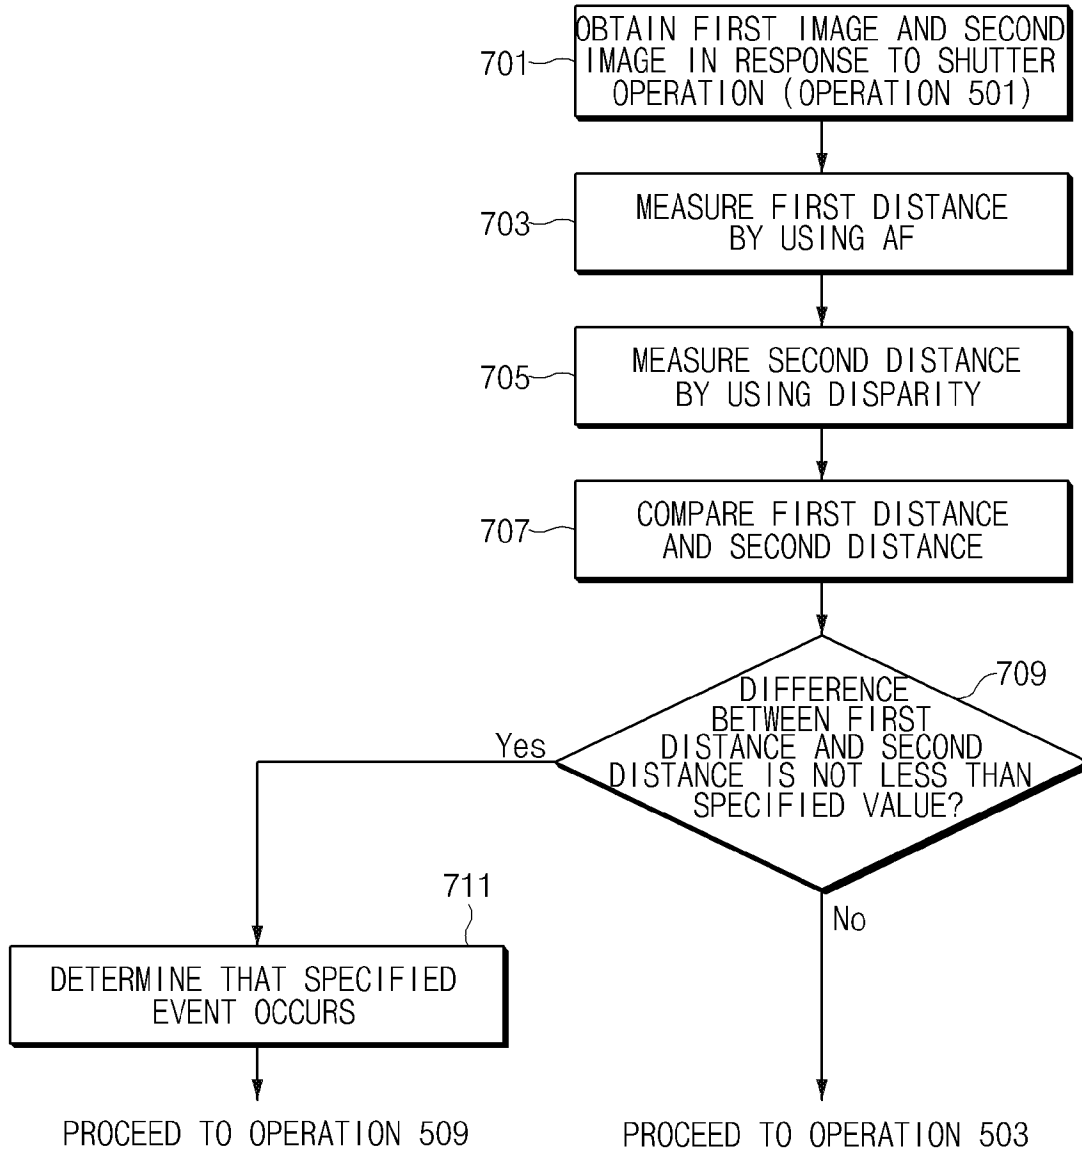 OBTAIN FIRST IMAGE AND SECOND
IMAGE IN RESPONSE TO SHUTTER
OPERATION (OPERATION 501)
701
MEASURE FIRST DISTANCE
BY USING AF
703
MEASURE SECOND DISTANCE
BY USING DISPARITY
705
COMPARE FIRST DISTANCE
AND SECOND DISTANCE
707
709
DIFFERENCE
BETWEEN FIRST
DISTANCE AND SECOND
DISTANCE IS NOT LESS THAN
SPECIFIED VALUE?
Yes
No
711
DETERMINE THAT SPECIFIED
EVENT OCCURS
PROCEED TO OPERATION 509
PROCEED TO OPERATION 503